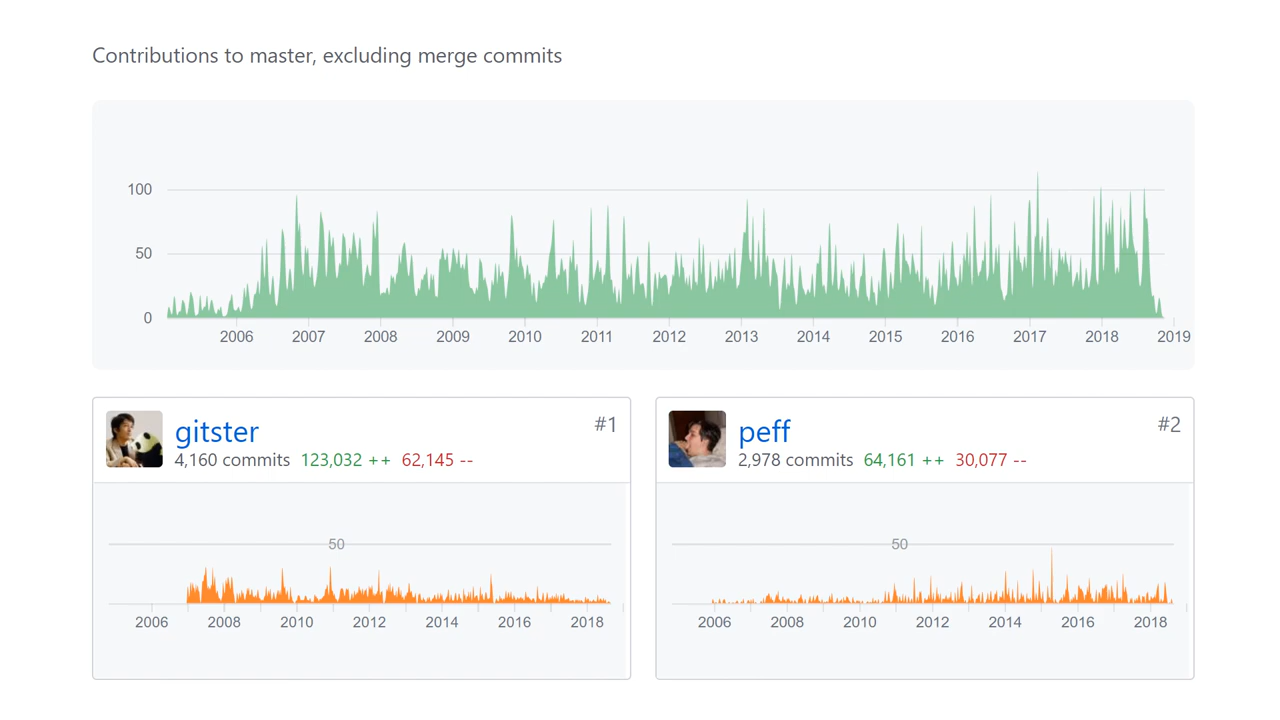 Contributions to master, excluding merge commits
100
50
0
2006 2007 2008 2009 2010 2011 2012 2013 2014 2015 2016 2017 2018 2019
gitster #1
4,160 commits 123,032 ++ 62,145 --
50
2006 2008 2010 2012 2014 2016 2018
peff #2
2,978 commits 64,161 ++ 30,077 --
50
2006 2008 2010 2012 2014 2016 2018